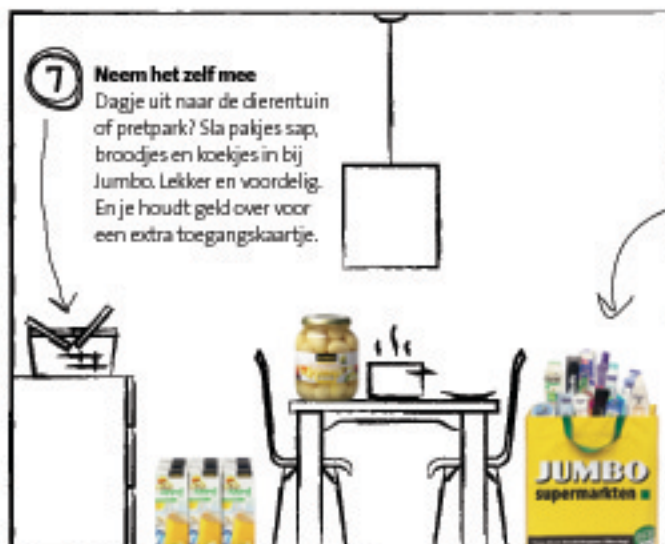 7
Neem het zelf mee
Dagje uit naar de dierentuin
of pretpark? Sla pakjes sap,
broodjes en koekjes in bij
Jumbo. Lekker en voordelig.
En je houdt geld over voor
een extra toegangskaartje.
JUMBO
supermarkten